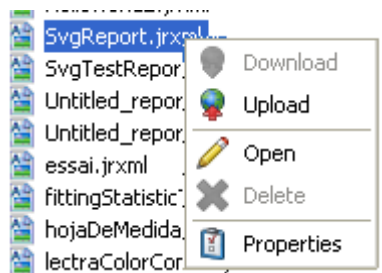 SvgReport.jrxml
SvgTestRepor
Untitled_repor
Untitled_repor
essai.jrxml
fittingStatistic
hojaDeMedida
lectraColorCor
Download
Upload
Open
Delete
Properties